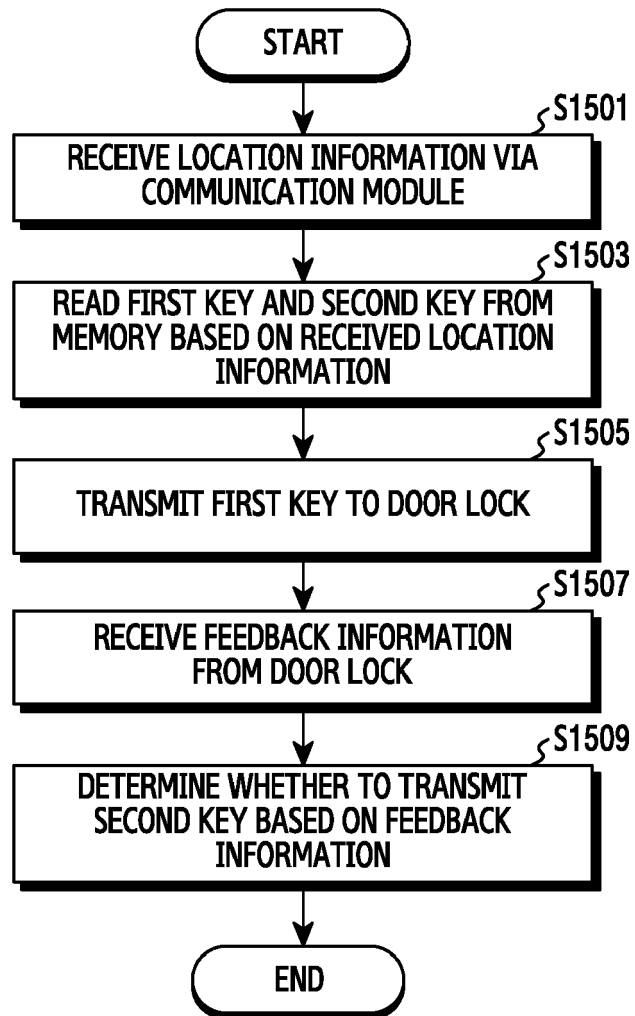 START
S1501
RECEIVE LOCATION INFORMATION VIA
COMMUNICATION MODULE
S1503
READ FIRST KEY AND SECOND KEY FROM
MEMORY BASED ON RECEIVED LOCATION
INFORMATION
S1505
TRANSMIT FIRST KEY TO DOOR LOCK
S1507
RECEIVE FEEDBACK INFORMATION
FROM DOOR LOCK
S1509
DETERMINE WHETHER TO TRANSMIT
SECOND KEY BASED ON FEEDBACK
INFORMATION
END